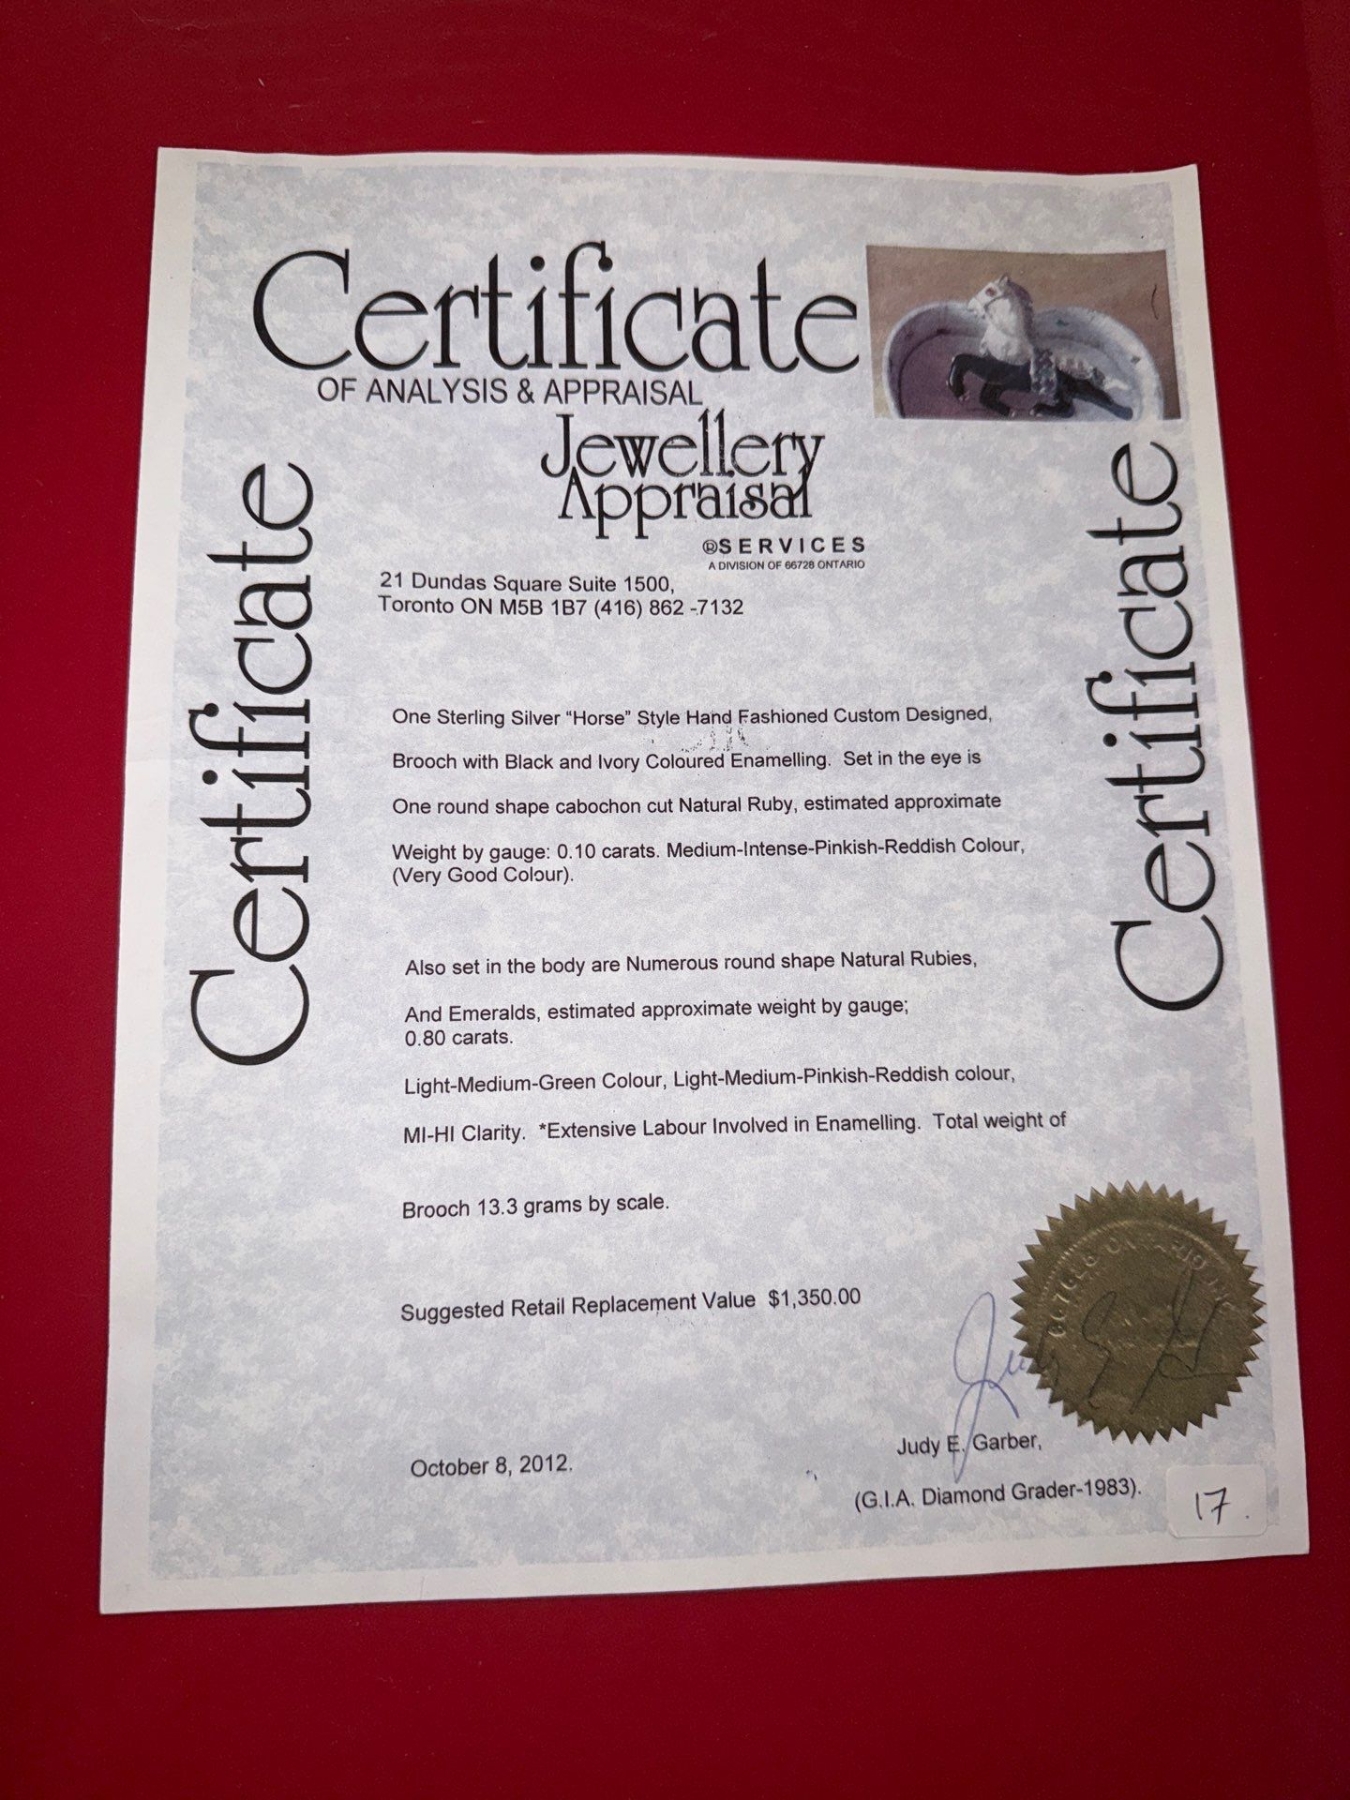 Certificate
OF ANALYSIS & APPRAISAL
Jewellery
Appraisal
®SERVICES
A DIVISION OF 66728 ONTARIO
21 Dundas Square Suite 1500,
Toronto ON M5B 1B7 (416) 862 -7132
Certificate
Certificate
One Sterling Silver “Horse” Style Hand Fashioned Custom Designed,
Brooch with Black and Ivory Coloured Enamelling. Set in the eye is
One round shape cabochon cut Natural Ruby, estimated approximate
Weight by gauge: 0.10 carats. Medium-Intense-Pinkish-Reddish Colour,
(Very Good Colour).
Also set in the body are Numerous round shape Natural Rubies,
And Emeralds, estimated approximate weight by gauge;
0.80 carats.
Light-Medium-Green Colour, Light-Medium-Pinkish-Reddish colour,
MI-HI Clarity. *Extensive Labour Involved in Enamelling. Total weight of
Brooch 13.3 grams by scale.
Suggested Retail Replacement Value $1,350.00
October 8, 2012.
Judy E. Garber,
(G.I.A. Diamond Grader-1983).
17.